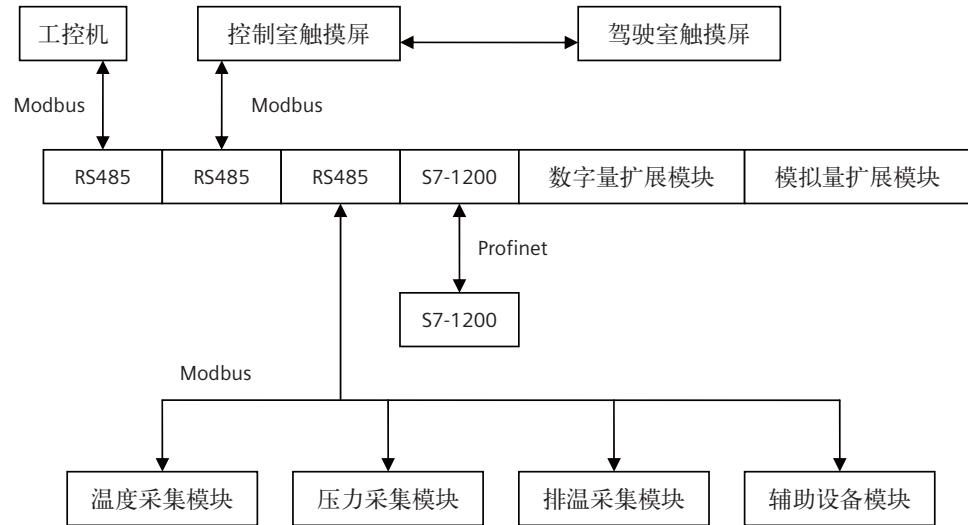 工控机
控制室触摸屏
驾驶室触摸屏
Modbus
Modbus
RS485
RS485
RS485
S7-1200
数字量扩展模块
模拟量扩展模块
Profinet
S7-1200
Modbus
温度采集模块
压力采集模块
排温采集模块
辅助设备模块